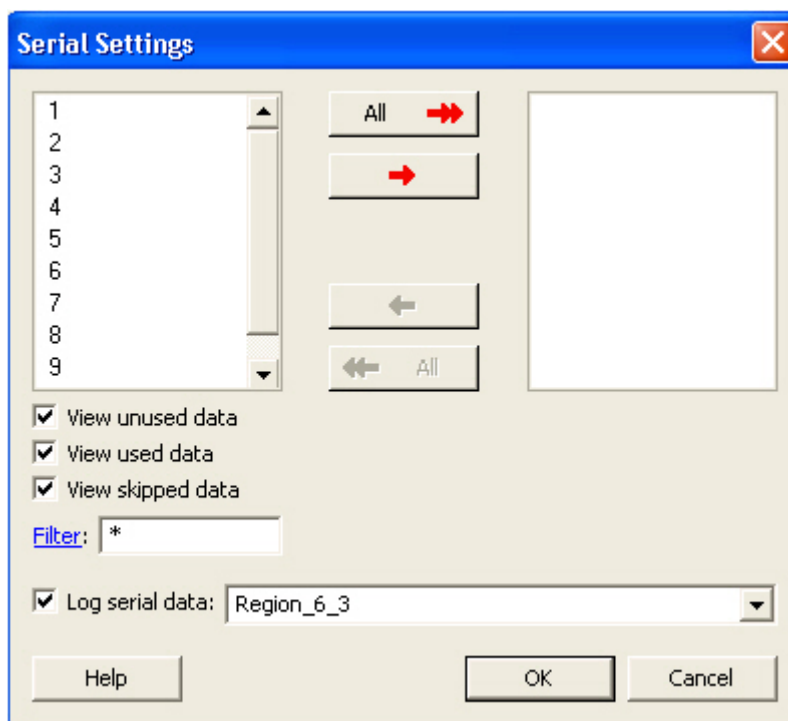 Serial Settings
1
2
3
4
5
6
7
8
9
All
All
View unused data
View used data
View skipped data
Filter: *
Log serial data: Region_6_3
Help
OK
Cancel